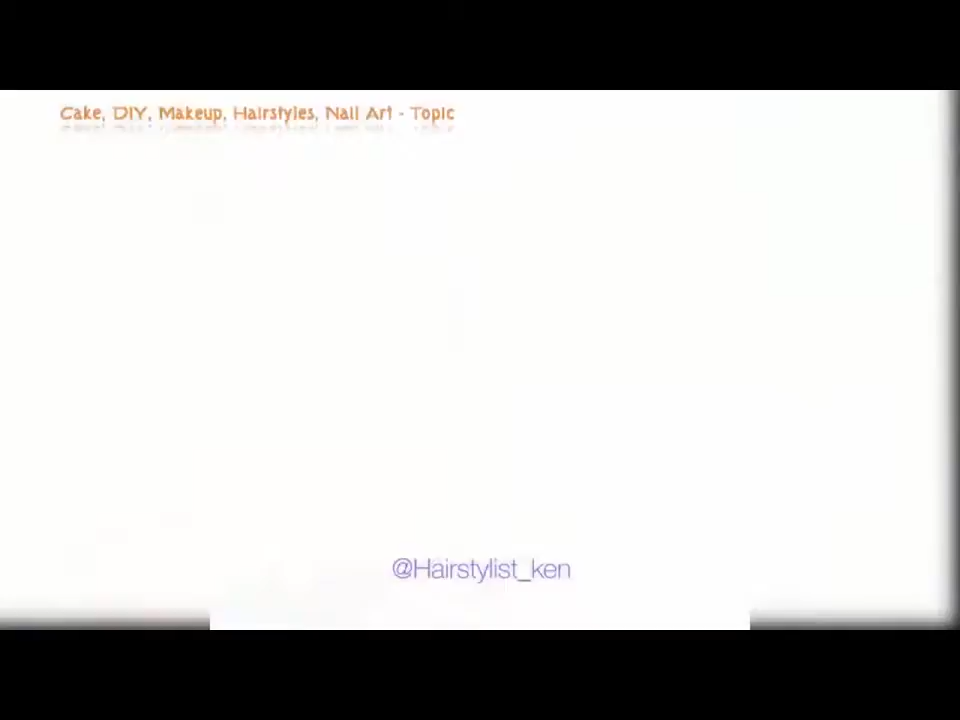 Cake, DIY, Makeup, Hairstyles, Nail Art - Topic
@Hairstylist_ken